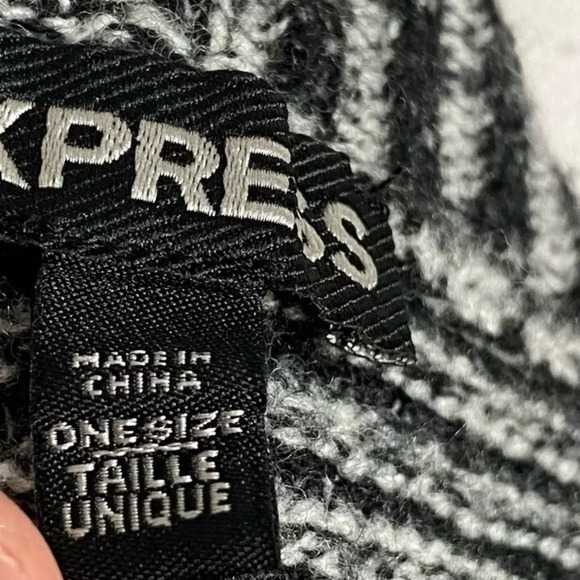 XPRESS
MADE IN
CHINA
ONE SIZE
TAILLE
UNIQUE